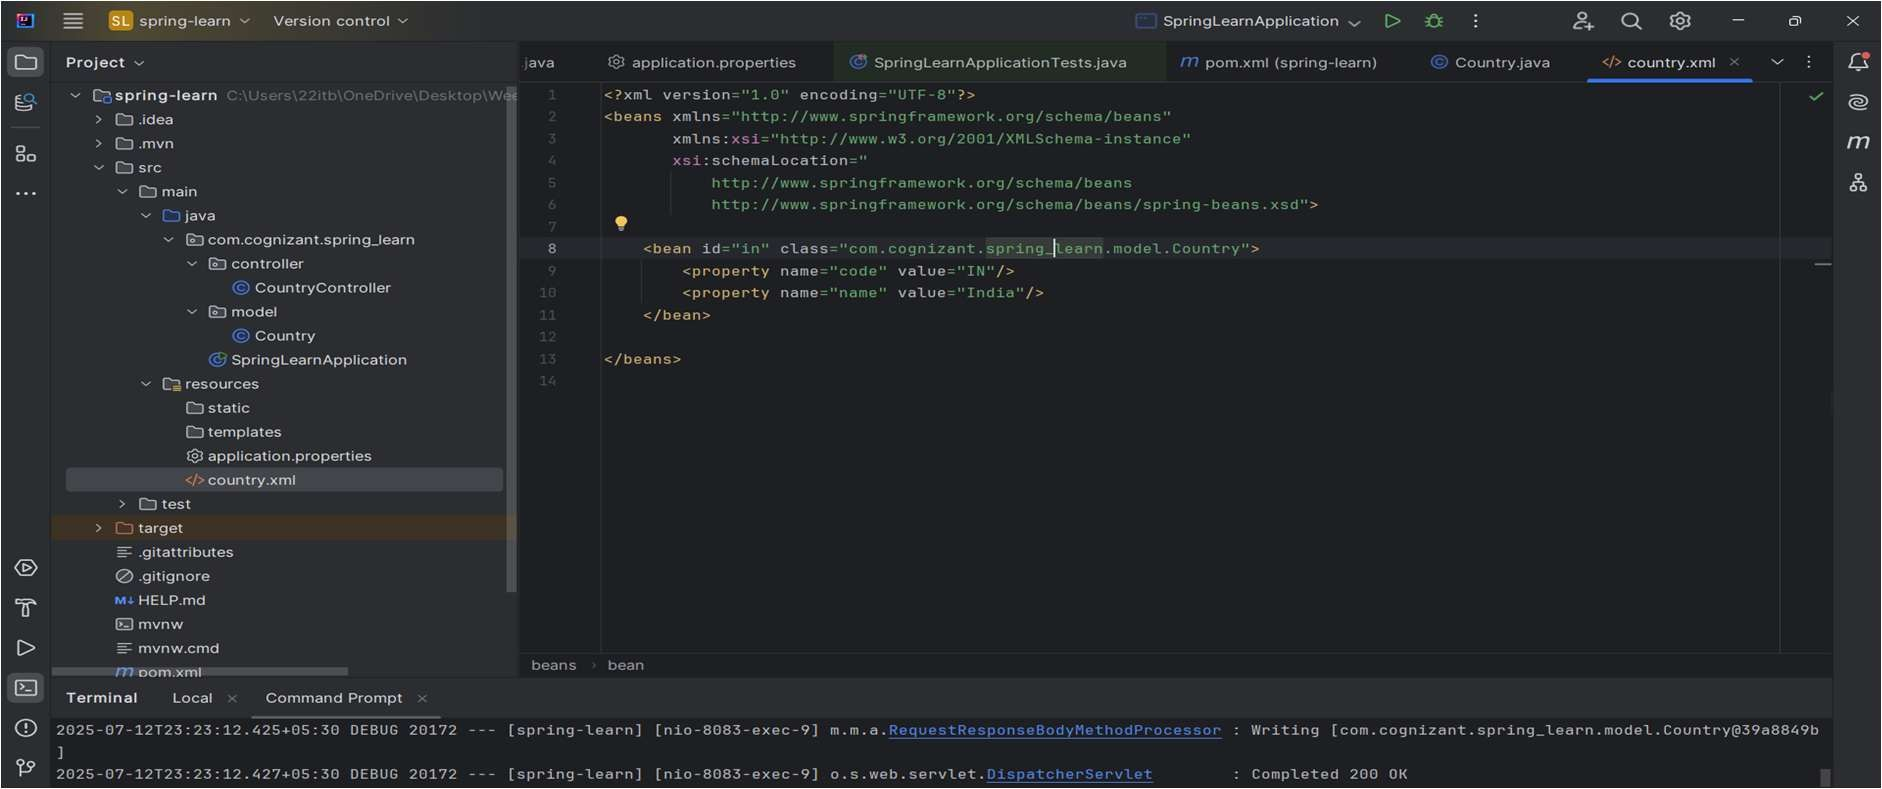 SL spring-learn Version control SpringLearnApplication
Project
.java application.properties SpringLearnApplicationTests.java pom.xml (spring-learn) Country.java </> country.xml
spring-learn C:\Users\22itb\OneDrive\Desktop\Wee
.idea
.mvn
src
main
java
com.cognizant.spring_learn
controller
CountryController
model
Country
SpringLearnApplication
resources
static
templates
application.properties
</> country.xml
test
target
.gitattributes
.gitignore
M↓ HELP.md
mvnw
mvnw.cmd
m pom.xml
1 <?xml version="1.0" encoding="UTF-8"?>
2 <beans xmlns="http://www.springframework.org/schema/beans"
3 xmlns:xsi="http://www.w3.org/2001/XMLSchema-instance"
4 xsi:schemaLocation="
5 http://www.springframework.org/schema/beans
6 http://www.springframework.org/schema/beans/spring-beans.xsd">
7
8 <bean id="in" class="com.cognizant.spring_learn.model.Country">
9 <property name="code" value="IN"/>
10 <property name="name" value="India"/>
11 </bean>
12
13 </beans>
14
beans › bean
Terminal Local Command Prompt
2025-07-12T23:23:12.425+05:30 DEBUG 20172 --- [spring-learn] [nio-8083-exec-9] m.m.a.RequestResponseBodyMethodProcessor : Writing [com.cognizant.spring_learn.model.Country@39a8849b
]
2025-07-12T23:23:12.427+05:30 DEBUG 20172 --- [spring-learn] [nio-8083-exec-9] o.s.web.servlet.DispatcherServlet : Completed 200 OK